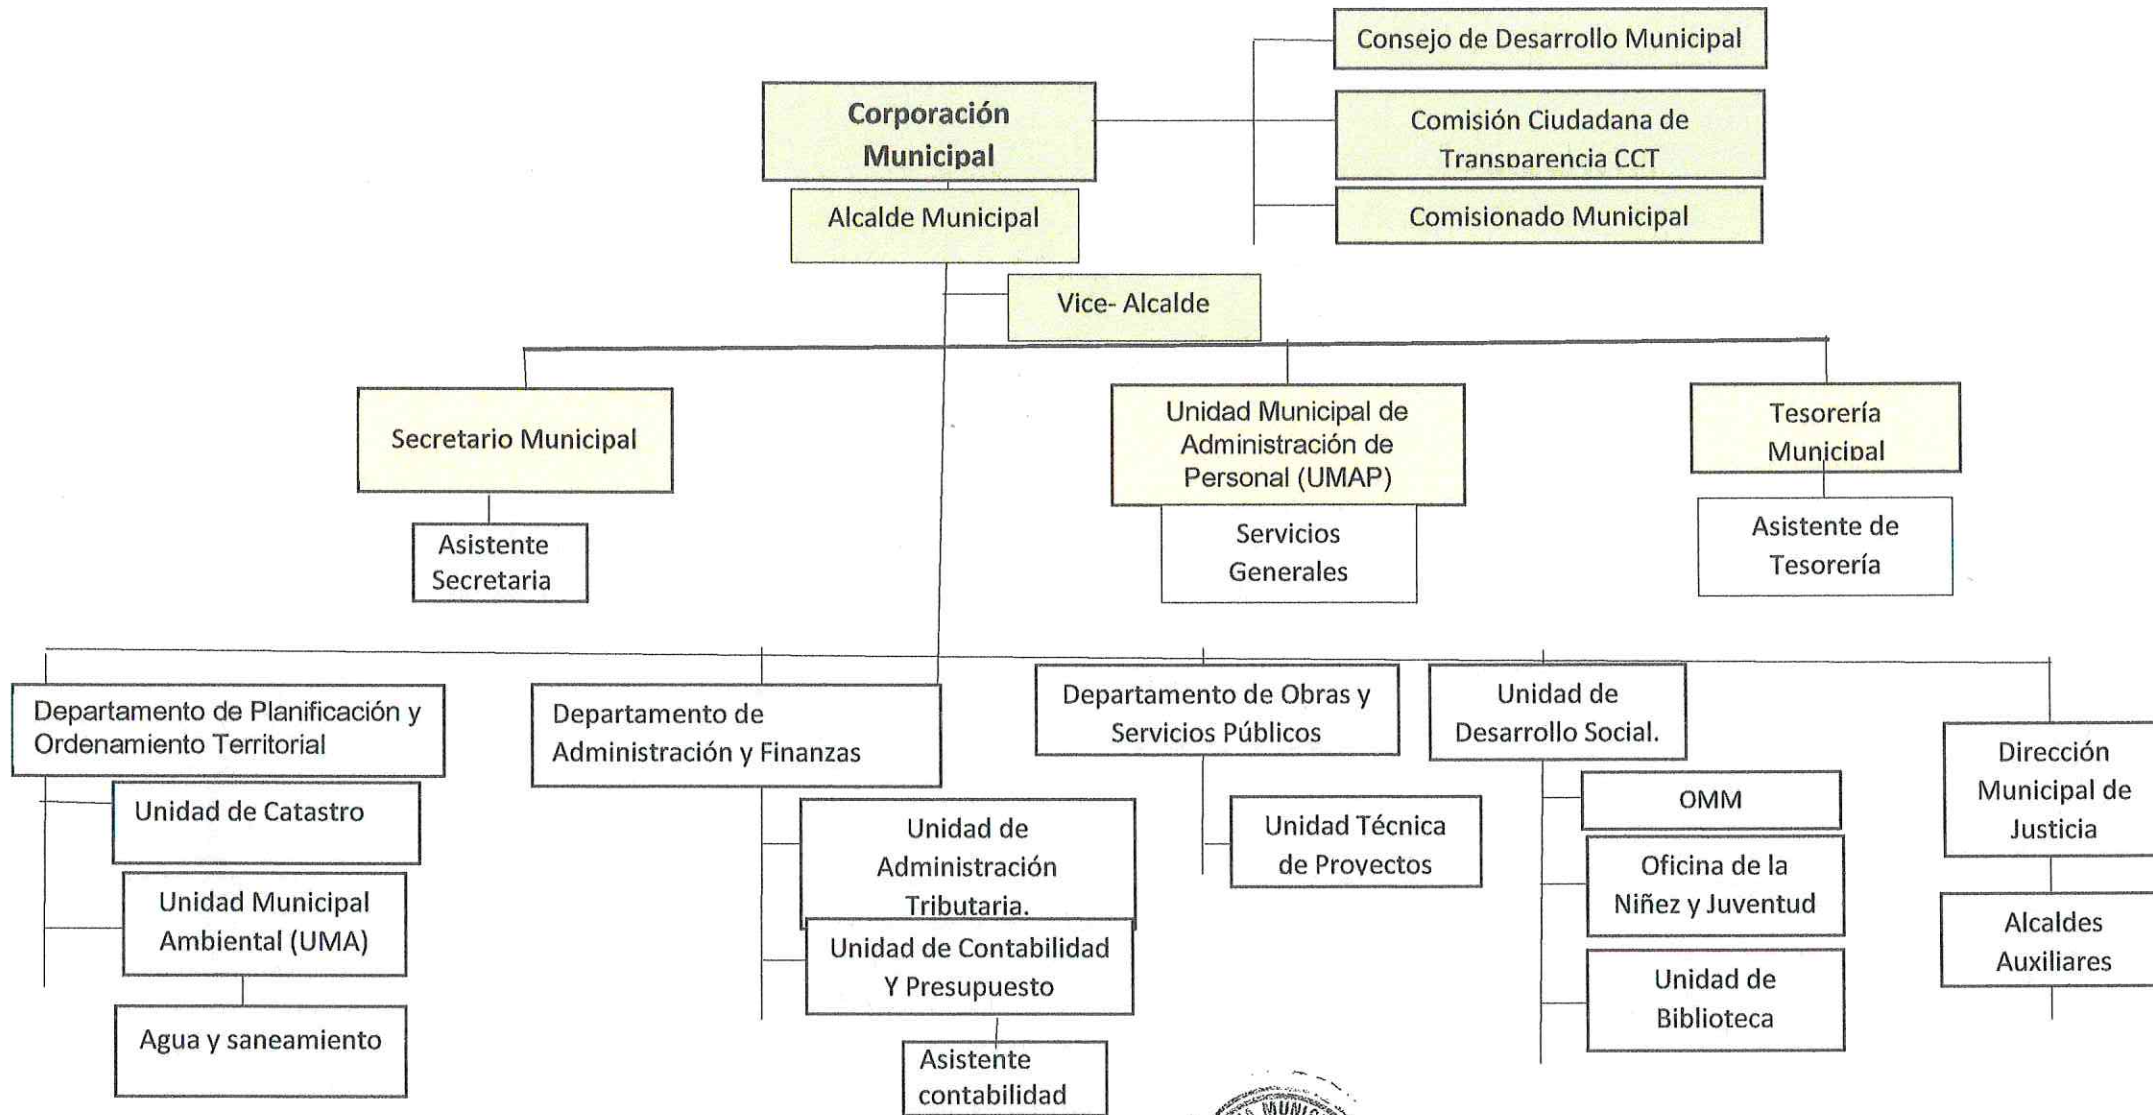 Consejo de Desarrollo Municipal
Corporación
Municipal
Comisión Ciudadana de
Transparencia CCT
Alcalde Municipal
Comisionado Municipal
Vice- Alcalde
Secretario Municipal
Unidad Municipal de
Administración de
Personal (UMAP)
Tesorería
Municipal
Asistente
Secretaria
Servicios
Generales
Asistente de
Tesorería
Departamento de Planificación y
Ordenamiento Territorial
Departamento de
Administración y Finanzas
Departamento de Obras y
Servicios Públicos
Unidad de
Desarrollo Social.
Dirección
Municipal de
Justicia
Unidad de Catastro
Unidad Municipal
Ambiental (UMA)
Agua y saneamiento
Unidad de
Administración
Tributaria.
Unidad de Contabilidad
Y Presupuesto
Asistente
contabilidad
Unidad Técnica
de Proyectos
OMM
Oficina de la
Niñez y Juventud
Unidad de
Biblioteca
Alcaldes
Auxiliares